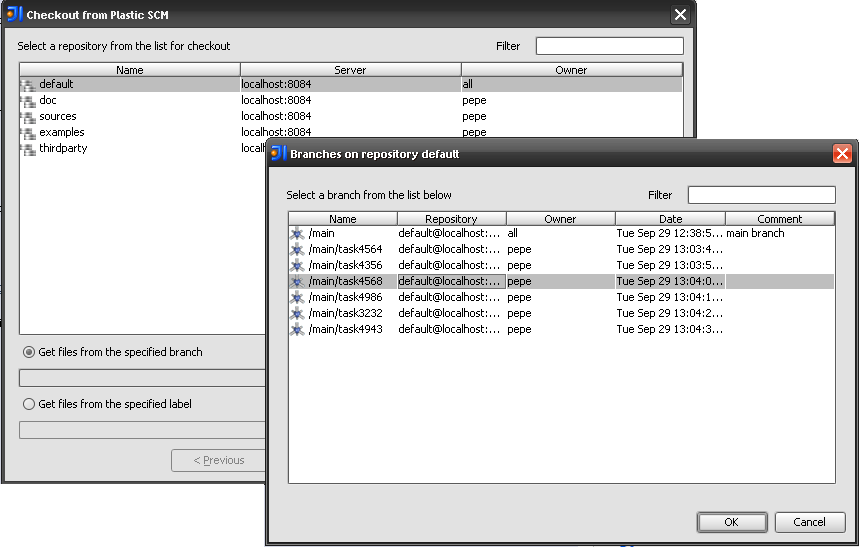 Checkout from Plastic SCM
Select a repository from the list for checkout Filter
Name Server Owner
default localhost:8084 all
doc localhost:8084 pepe
sources localhost:8084 pepe
examples localhost:8084 pepe
thirdparty
Get files from the specified branch
Get files from the specified label
< Previous
Branches on repository default
Select a branch from the list below Filter
Name Repository Owner Date Comment
/main default@localhost:... all Tue Sep 29 12:38:5... main branch
/main/task4564 default@localhost:... pepe Tue Sep 29 13:03:4...
/main/task4356 default@localhost:... pepe Tue Sep 29 13:03:5...
/main/task4568 default@localhost:... pepe Tue Sep 29 13:04:0...
/main/task4986 default@localhost:... pepe Tue Sep 29 13:04:1...
/main/task3232 default@localhost:... pepe Tue Sep 29 13:04:2...
/main/task4943 default@localhost:... pepe Tue Sep 29 13:04:3...
OK Cancel